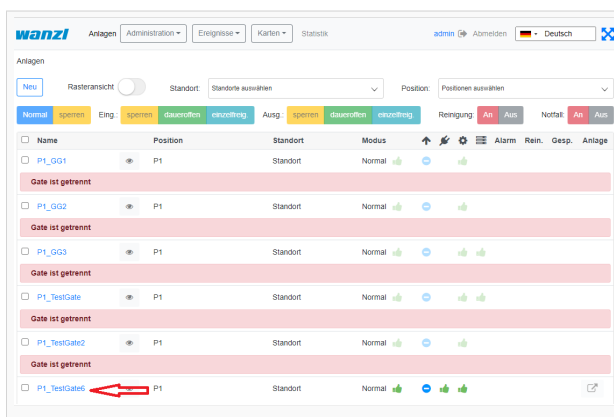 wanzl Anlagen Administration Ereignisse Karten Statistik admin Abmelden Deutsch
Anlagen
Neu Rasteransicht Standort: Standorte auswählen Position: Positionen auswählen
Normal sperren Eing.: sperren daueroffen einzelfreig. Ausg.: sperren daueroffen einzelfreig. Reinigung: An Aus Notfall: An Aus
Name Position Standort Modus Alarm Rein. Gesp. Anlage
P1_GG1 P1 Standort Normal
Gate ist getrennt
P1_GG2 P1 Standort Normal
Gate ist getrennt
P1_GG3 P1 Standort Normal
Gate ist getrennt
P1_TestGate P1 Standort Normal
Gate ist getrennt
P1_TestGate2 P1 Standort Normal
Gate ist getrennt
P1_TestGate6 P1 Standort Normal